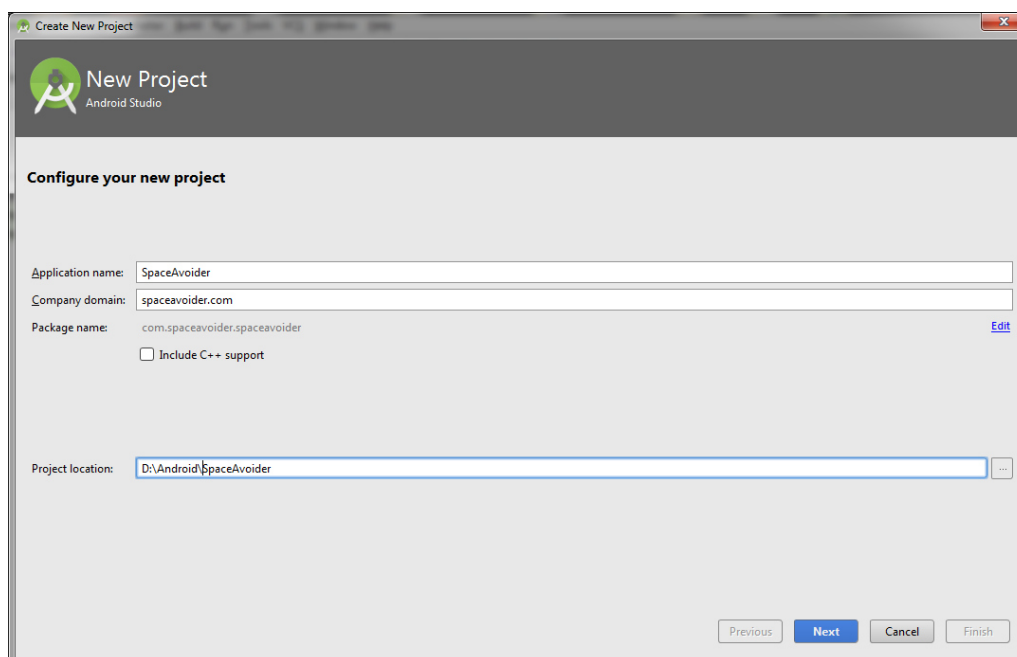 Create New Project
New Project
Android Studio
Configure your new project
Application name: SpaceAvoider
Company domain: spaceavoider.com
Package name: com.spaceavoider.spaceavoider Edit
Include C++ support
Project location: D:\Android\SpaceAvoider ...
Previous Next Cancel Finish